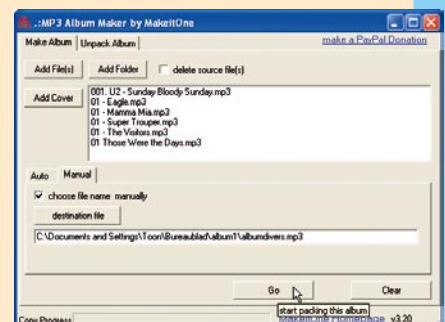 .:MP3 Album Maker by MakeItOne
Make Album Unpack Album make a PayPal Donation
Add File(s) Add Folder delete source file(s)
Add Cover
001. U2 - Sunday Bloody Sunday.mp3
01 - Eagle.mp3
01 - Mamma Mia.mp3
01 - Super Trouper.mp3
01 - The Visitors.mp3
01 Those Were the Days.mp3
Auto Manual
choose file name manually
destination file
C:\Documents and Settings\Toon\Bureaublad\album1\albumdivers.mp3
Go Clear
start packing this album
Copy Progress MakeItOne Homepage v3.20